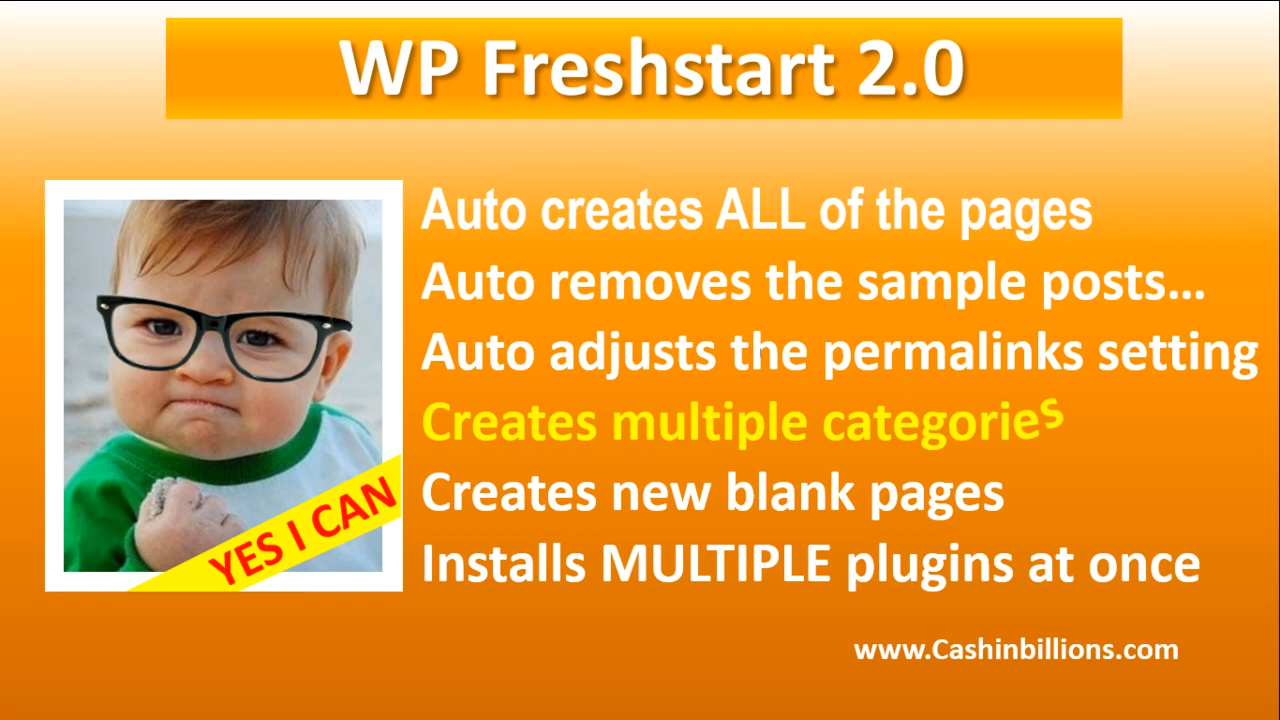 WP Freshstart 2.0
Auto creates ALL of the pages
Auto removes the sample posts...
Auto adjusts the permalinks setting
Creates multiple categories
Creates new blank pages
Installs MULTIPLE plugins at once
YES I CAN
www.Cashinbillions.com